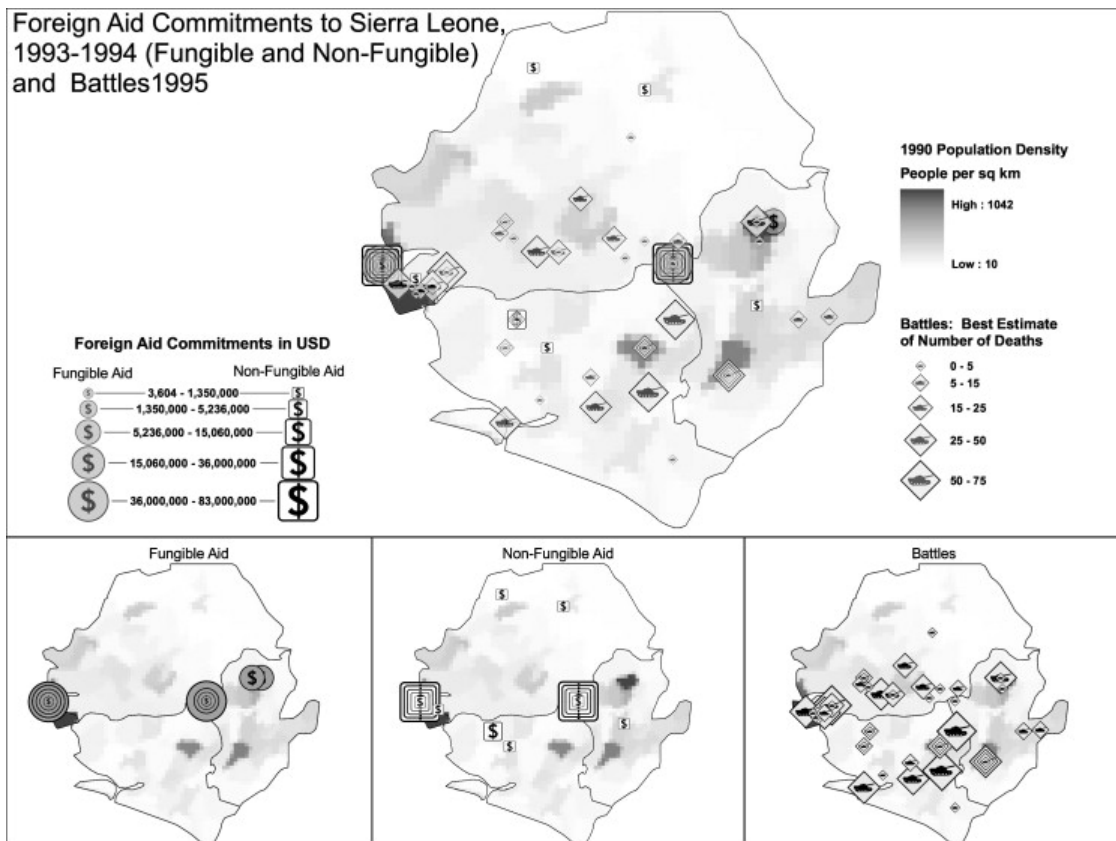 Foreign Aid Commitments to Sierra Leone,
1993-1994 (Fungible and Non-Fungible)
and Battles1995
1990 Population Density
People per sq km
High : 1042
Low : 10
Battles: Best Estimate
of Number of Deaths
0 - 5
5 - 15
15 - 25
25 - 50
50 - 75
Foreign Aid Commitments in USD
Fungible Aid
Non-Fungible Aid
3,604 - 1,350,000
1,350,000 - 5,236,000
5,236,000 - 15,060,000
15,060,000 - 36,000,000
36,000,000 - 83,000,000
Fungible Aid
Non-Fungible Aid
Battles